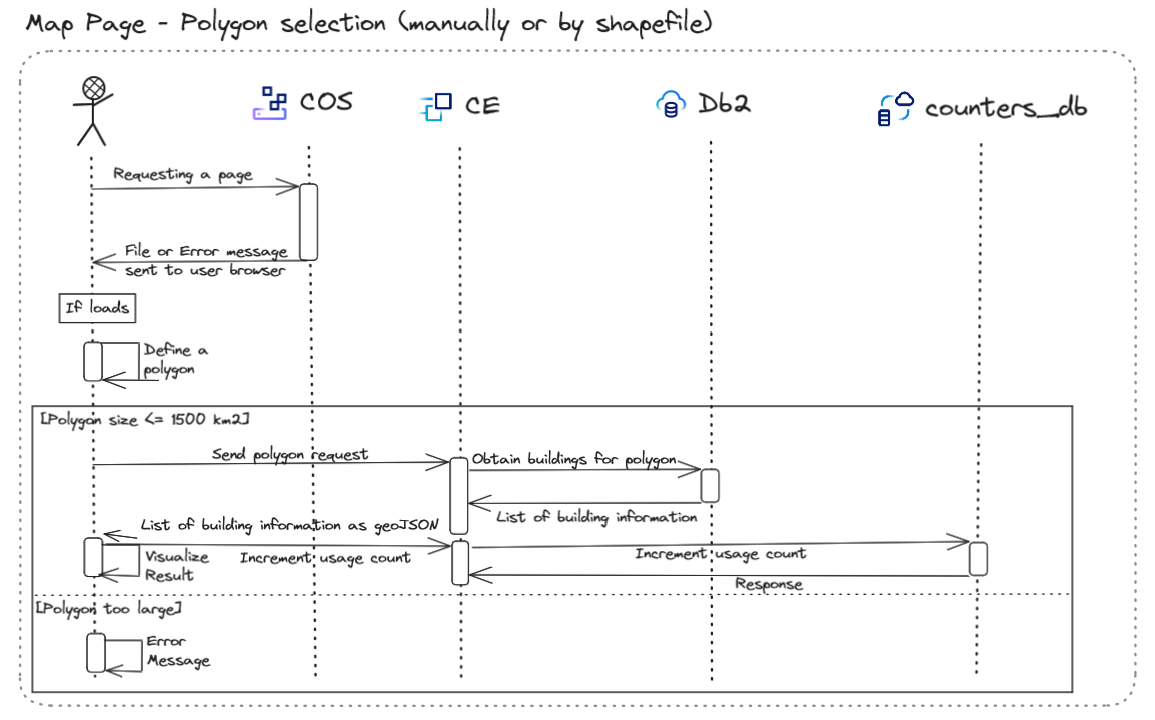 Map Page - Polygon selection (manually or by shapefile)
COS
CE
Db2
counters_db
Requesting a page
File or Error message
sent to user browser
If loads
Define a
polygon
[Polygon size <= 1500 km2]
Send polygon request
Obtain buildings for polygon
List of building information
List of building information as geoJSON
Visualize
Result
Increment usage count
Increment usage count
Response
[Polygon too large]
Error
Message